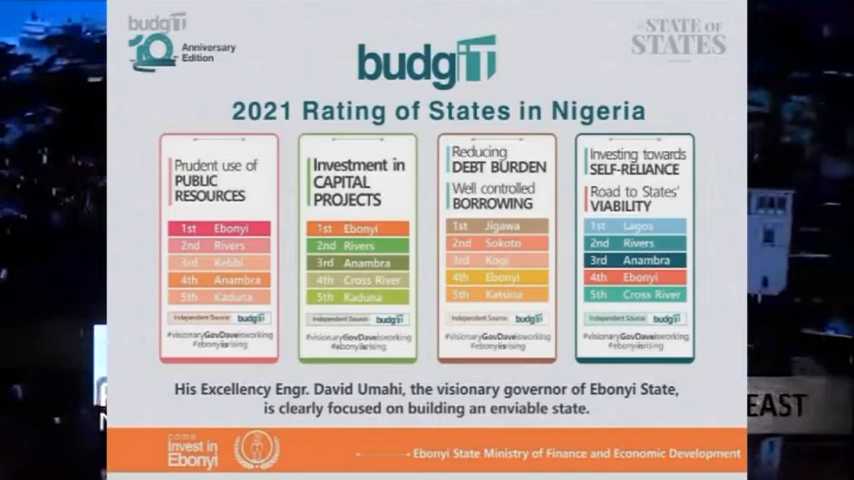 budgIT
10 Anniversary
Edition
THE
STATE OF
STATES
budgIT
2021 Rating of States in Nigeria
Prudent use of
PUBLIC
RESOURCES
1st Ebonyi
2nd Rivers
3rd Kebbi
4th Anambra
5th Kaduna
Independent Source: budgIT
#visionaryGovDaveisworking
#ebonyiisrising
Investment in
CAPITAL
PROJECTS
1st Ebonyi
2nd Rivers
3rd Anambra
4th Cross River
5th Kaduna
Independent Source: budgIT
#visionaryGovDaveisworking
#ebonyiisrising
Reducing
DEBT BURDEN
Well controlled
BORROWING
1st Jigawa
2nd Sokoto
3rd Kogi
4th Ebonyi
5th Katsina
Independent Source: budgIT
#visionaryGovDaveisworking
#ebonyiisrising
Investing towards
SELF-RELIANCE
Road to States'
VIABILITY
1st Lagos
2nd Rivers
3rd Anambra
4th Ebonyi
5th Cross River
Independent Source: budgIT
#visionaryGovDaveisworking
#ebonyiisrising
His Excellency Engr. David Umahi, the visionary governor of Ebonyi State,
is clearly focused on building an enviable state.
come
Invest in
Ebonyi
Ebonyi State Ministry of Finance and Economic Development
EAST